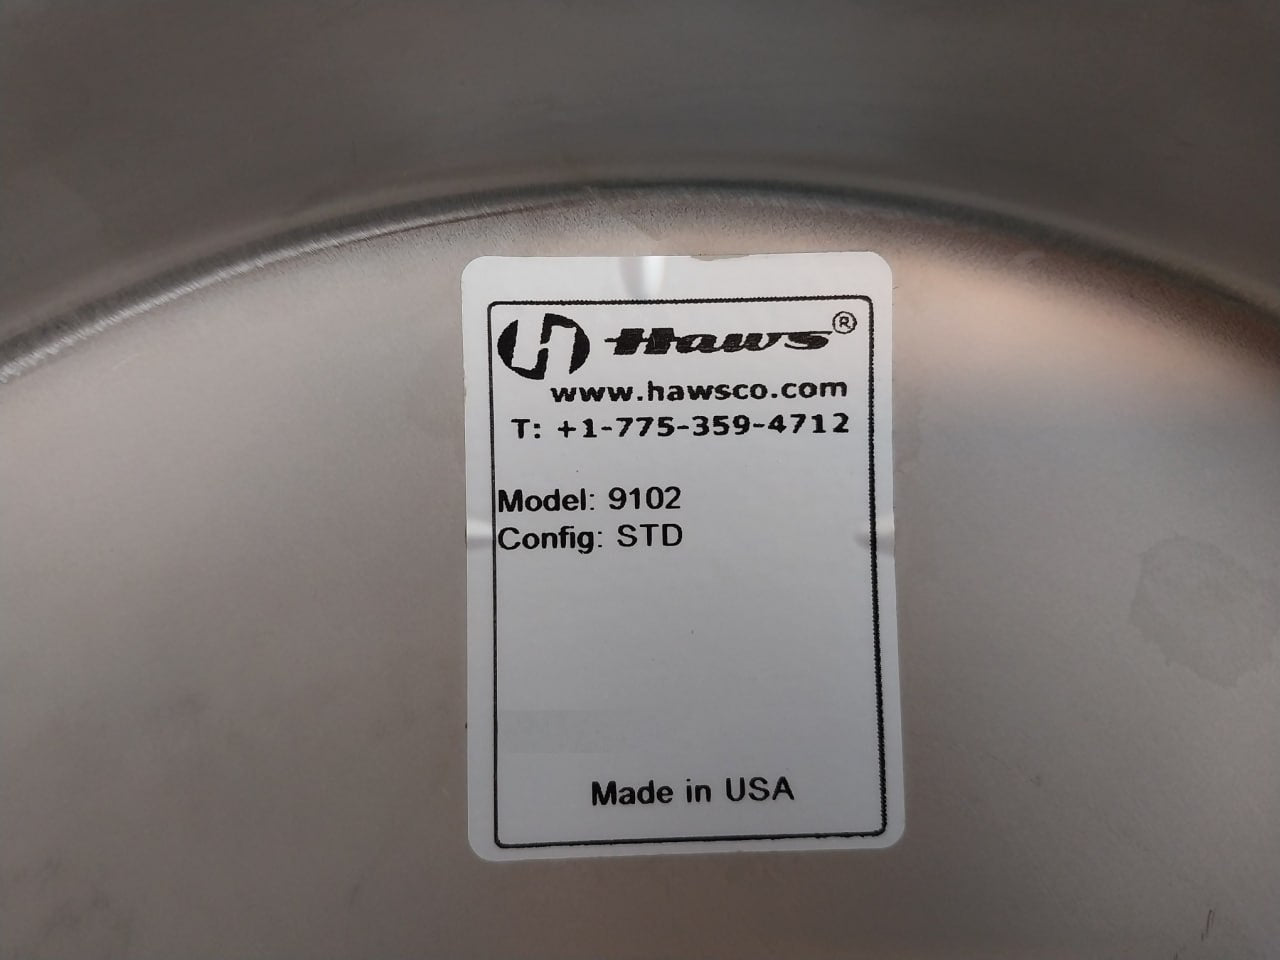 Haws®
www.hawsco.com
T: +1-775-359-4712
Model: 9102
Config: STD
Made in USA